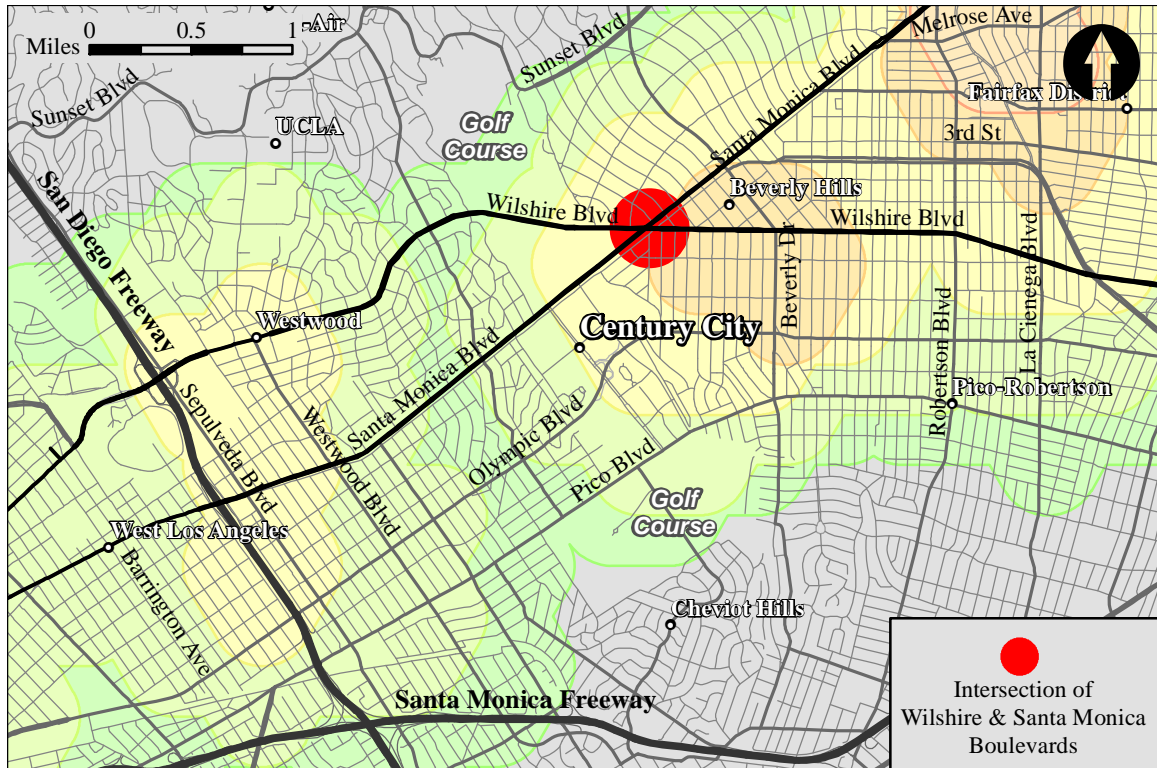 -Air
Miles 0 0.5 1
Sunset Blvd
Sunset Blvd
Melrose Ave
Santa Monica Blvd
Fairfax District
UCLA
Golf
Course
3rd St
San Diego Freeway
Beverly Hills
Wilshire Blvd
Wilshire Blvd
Beverly Dr
La Cienega Blvd
Robertson Blvd
Westwood
Century City
Santa Monica Blvd
Pico-Robertson
Sepulveda Blvd
Westwood Blvd
Olympic Blvd
Pico Blvd
Golf
Course
West Los Angeles
Barrington Ave
Cheviot Hills
Santa Monica Freeway
Intersection of
Wilshire & Santa Monica
Boulevards